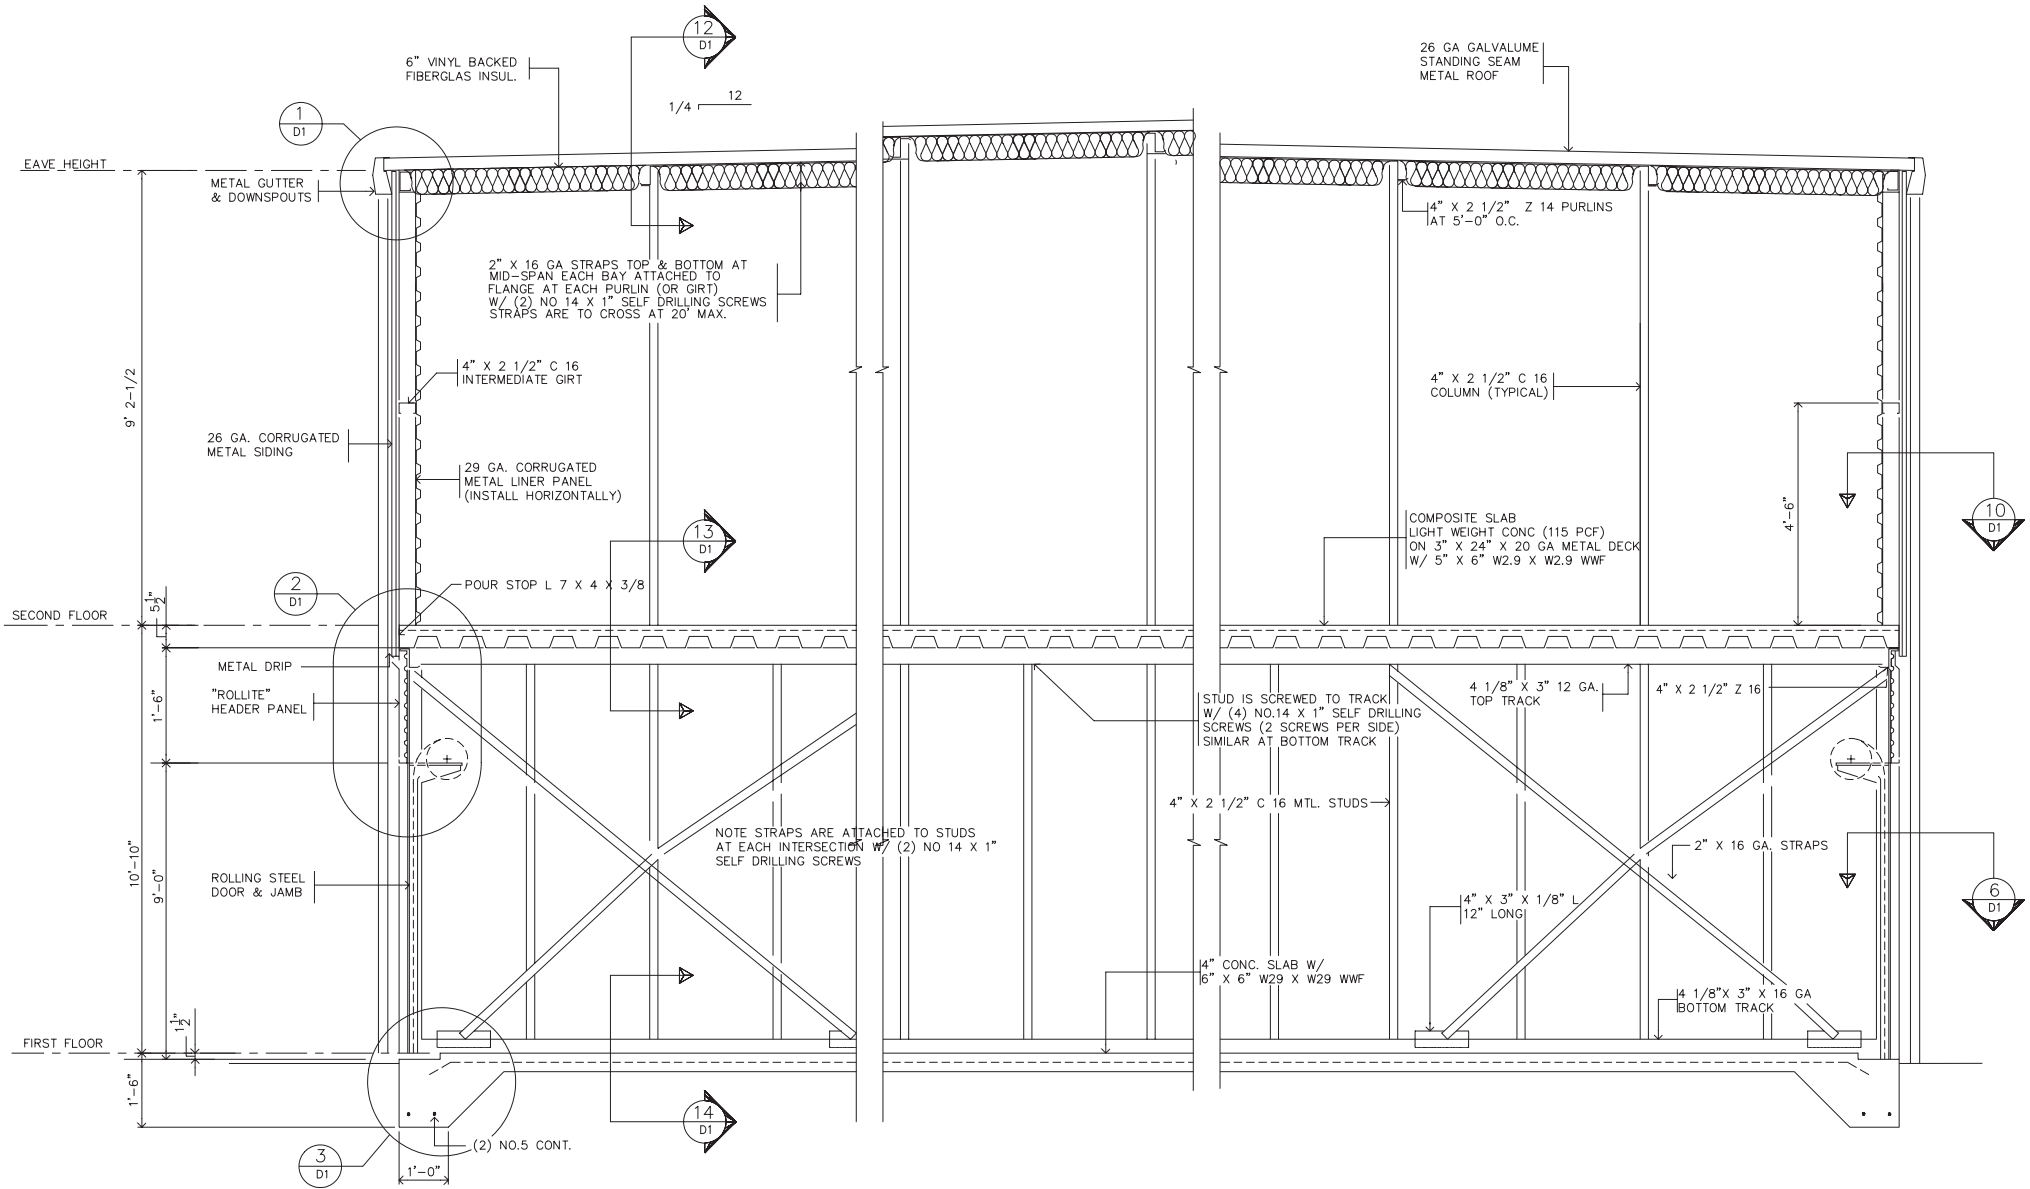 12
D1
6" VINYL BACKED
FIBERGLAS INSUL.
26 GA GALVALUME
STANDING SEAM
METAL ROOF
12
1/4
1
D1
EAVE HEIGHT
METAL GUTTER
& DOWNSPOUTS
4" X 2 1/2" Z 14 PURLINS
AT 5'-0" O.C.
2" X 16 GA STRAPS TOP & BOTTOM AT
MID-SPAN EACH BAY ATTACHED TO
FLANGE AT EACH PURLIN (OR GIRT)
W/ (2) NO 14 X 1" SELF DRILLING SCREWS
STRAPS ARE TO CROSS AT 20' MAX.
4" X 2 1/2" C 16
INTERMEDIATE GIRT
4" X 2 1/2" C 16
COLUMN (TYPICAL)
9' 2-1/2
26 GA. CORRUGATED
METAL SIDING
29 GA. CORRUGATED
METAL LINER PANEL
(INSTALL HORIZONTALLY)
4'-6"
10
D1
COMPOSITE SLAB
LIGHT WEIGHT CONC (115 PCF)
ON 3" X 24" X 20 GA METAL DECK
W/ 5" X 6" W2.9 X W2.9 WWF
13
D1
2
D1
POUR STOP L 7 X 4 X 3/8
5 1/2"
SECOND FLOOR
METAL DRIP
"ROLLITE"
HEADER PANEL
1'-6"
STUD IS SCREWED TO TRACK
W/ (4) NO.14 X 1" SELF DRILLING
SCREWS (2 SCREWS PER SIDE)
SIMILAR AT BOTTOM TRACK
4 1/8" X 3" 12 GA.
TOP TRACK
4" X 2 1/2" Z 16
4" X 2 1/2" C 16 MTL. STUDS
NOTE STRAPS ARE ATTACHED TO STUDS
AT EACH INTERSECTION W/ (2) NO 14 X 1"
SELF DRILLING SCREWS
2" X 16 GA. STRAPS
10'-10"
9'-0"
ROLLING STEEL
DOOR & JAMB
4" X 3" X 1/8" L
12" LONG
6
D1
4" CONC. SLAB W/
6" X 6" W29 X W29 WWF
4 1/8"X 3" X 16 GA
BOTTOM TRACK
1 1/2"
FIRST FLOOR
1'-6"
14
D1
(2) NO.5 CONT.
3
D1
1'-0"